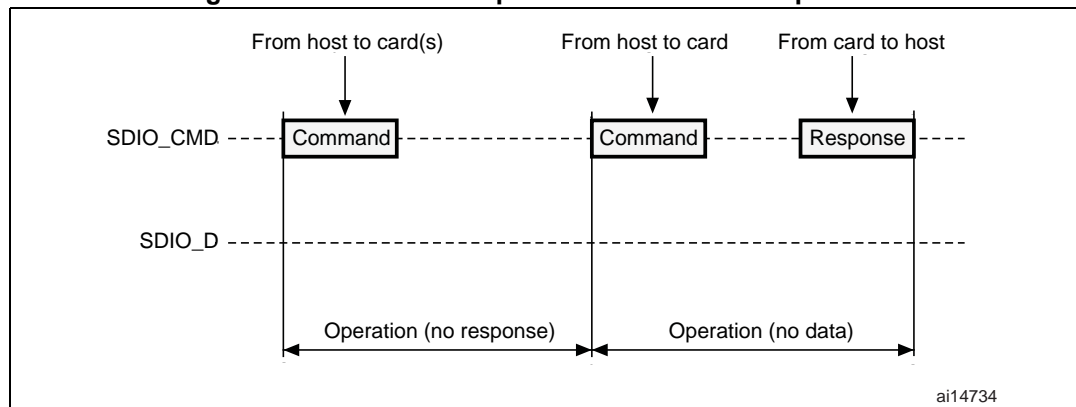 From host to card(s) From host to card From card to host
SDIO_CMD Command Command Response
SDIO_D
Operation (no response) Operation (no data)
ai14734